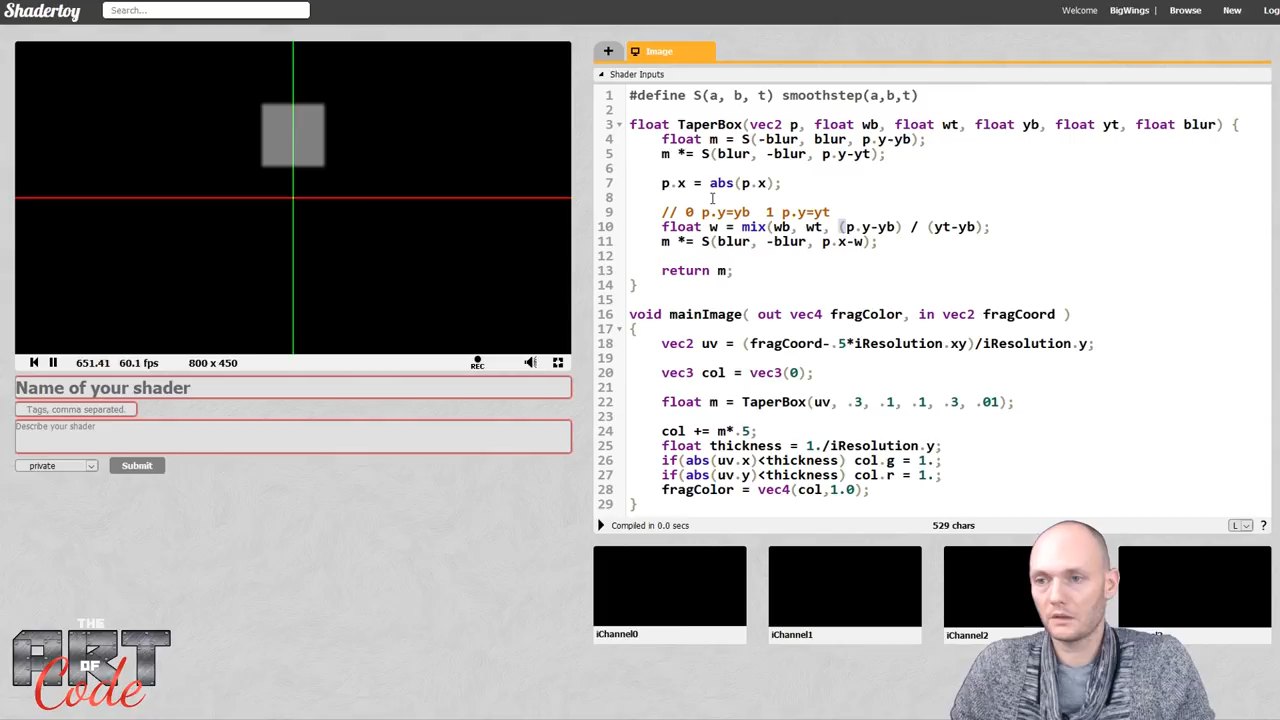 Shadertoy
Search...
Welcome BigWings | Browse New Log
+ Image
Shader Inputs
1 #define S(a, b, t) smoothstep(a,b,t)
2
3 float TaperBox(vec2 p, float wb, float wt, float yb, float yt, float blur) {
4 float m = S(-blur, blur, p.y-yb);
5 m *= S(blur, -blur, p.y-yt);
6
7 p.x = abs(p.x);
8
9 // 0 p.y=yb 1 p.y=yt
10 float w = mix(wb, wt, (p.y-yb) / (yt-yb);
11 m *= S(blur, -blur, p.x-w);
12
13 return m;
14 }
15
16 void mainImage( out vec4 fragColor, in vec2 fragCoord )
17 {
18 vec2 uv = (fragCoord-.5*iResolution.xy)/iResolution.y;
19
20 vec3 col = vec3(0);
21
22 float m = TaperBox(uv, .3, .1, .1, .3, .01);
23
24 col += m*.5;
25 float thickness = 1./iResolution.y;
26 if(abs(uv.x)<thickness) col.g = 1.;
27 if(abs(uv.y)<thickness) col.r = 1.;
28 fragColor = vec4(col,1.0);
29 }
651.41 60.1 fps 800 x 450 REC
Name of your shader
Tags, comma separated.
Describe your shader
private Submit
Compiled in 0.0 secs 529 chars L ?
iChannel0 iChannel1 iChannel2
THE
ART
OF
Code